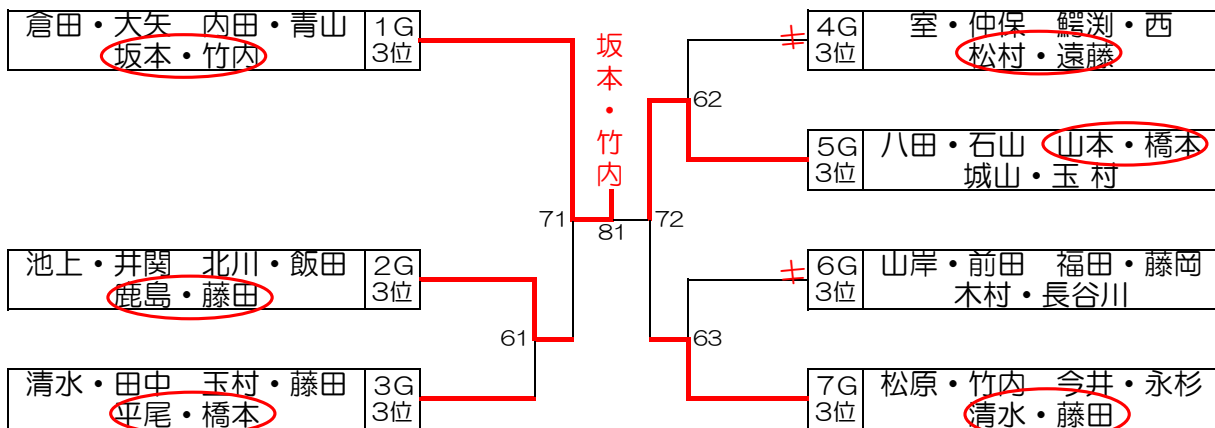 倉田・大矢　内田・青山
坂本・竹内
1G
3位
池上・井関　北川・飯田
鹿島・藤田
2G
3位
清水・田中　玉村・藤田
平尾・橋本
3G
3位
71
61
坂本・竹内
81
72
62
63
4G
3位
室・仲保　鰐渕・西
松村・遠藤
5G
3位
八田・石山　山本・橋本
城山・玉 村
6G
3位
山岸・前田　福田・藤岡
木村・長谷川
7G
3位
松原・竹内　今井・永杉
清水・藤田